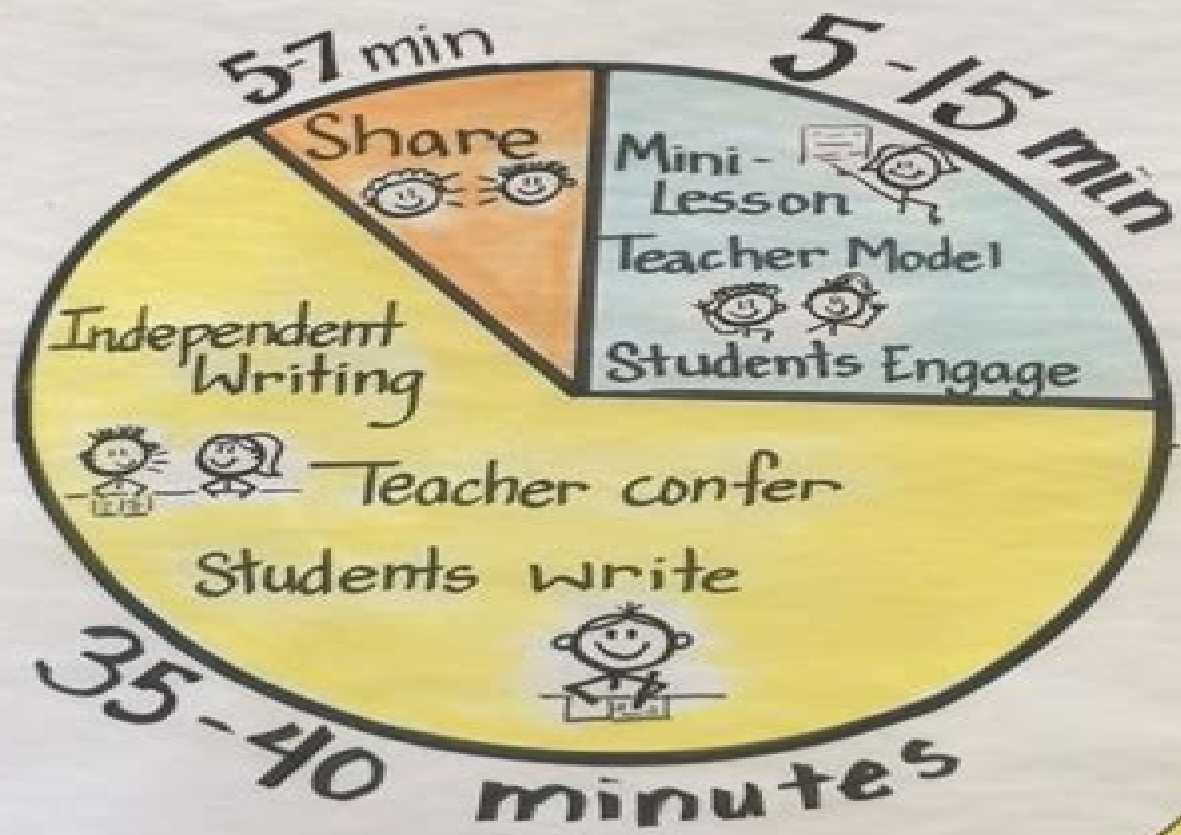 5-7 min
5-15 min
Share
Mini-
Lesson
Teacher Model
Students Engage
Independent
Writing
Teacher confer
Students write
35-40 minutes